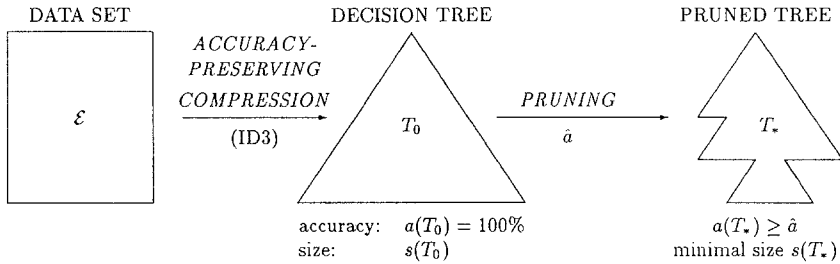 DATA SET
DECISION TREE
PRUNED TREE
ACCURACY-
PRESERVING
COMPRESSION
(ID3)
ℰ
T₀
PRUNING
â
T*
accuracy: a(T₀) = 100%
size: s(T₀)
a(T*) ≥ â
minimal size s(T*)